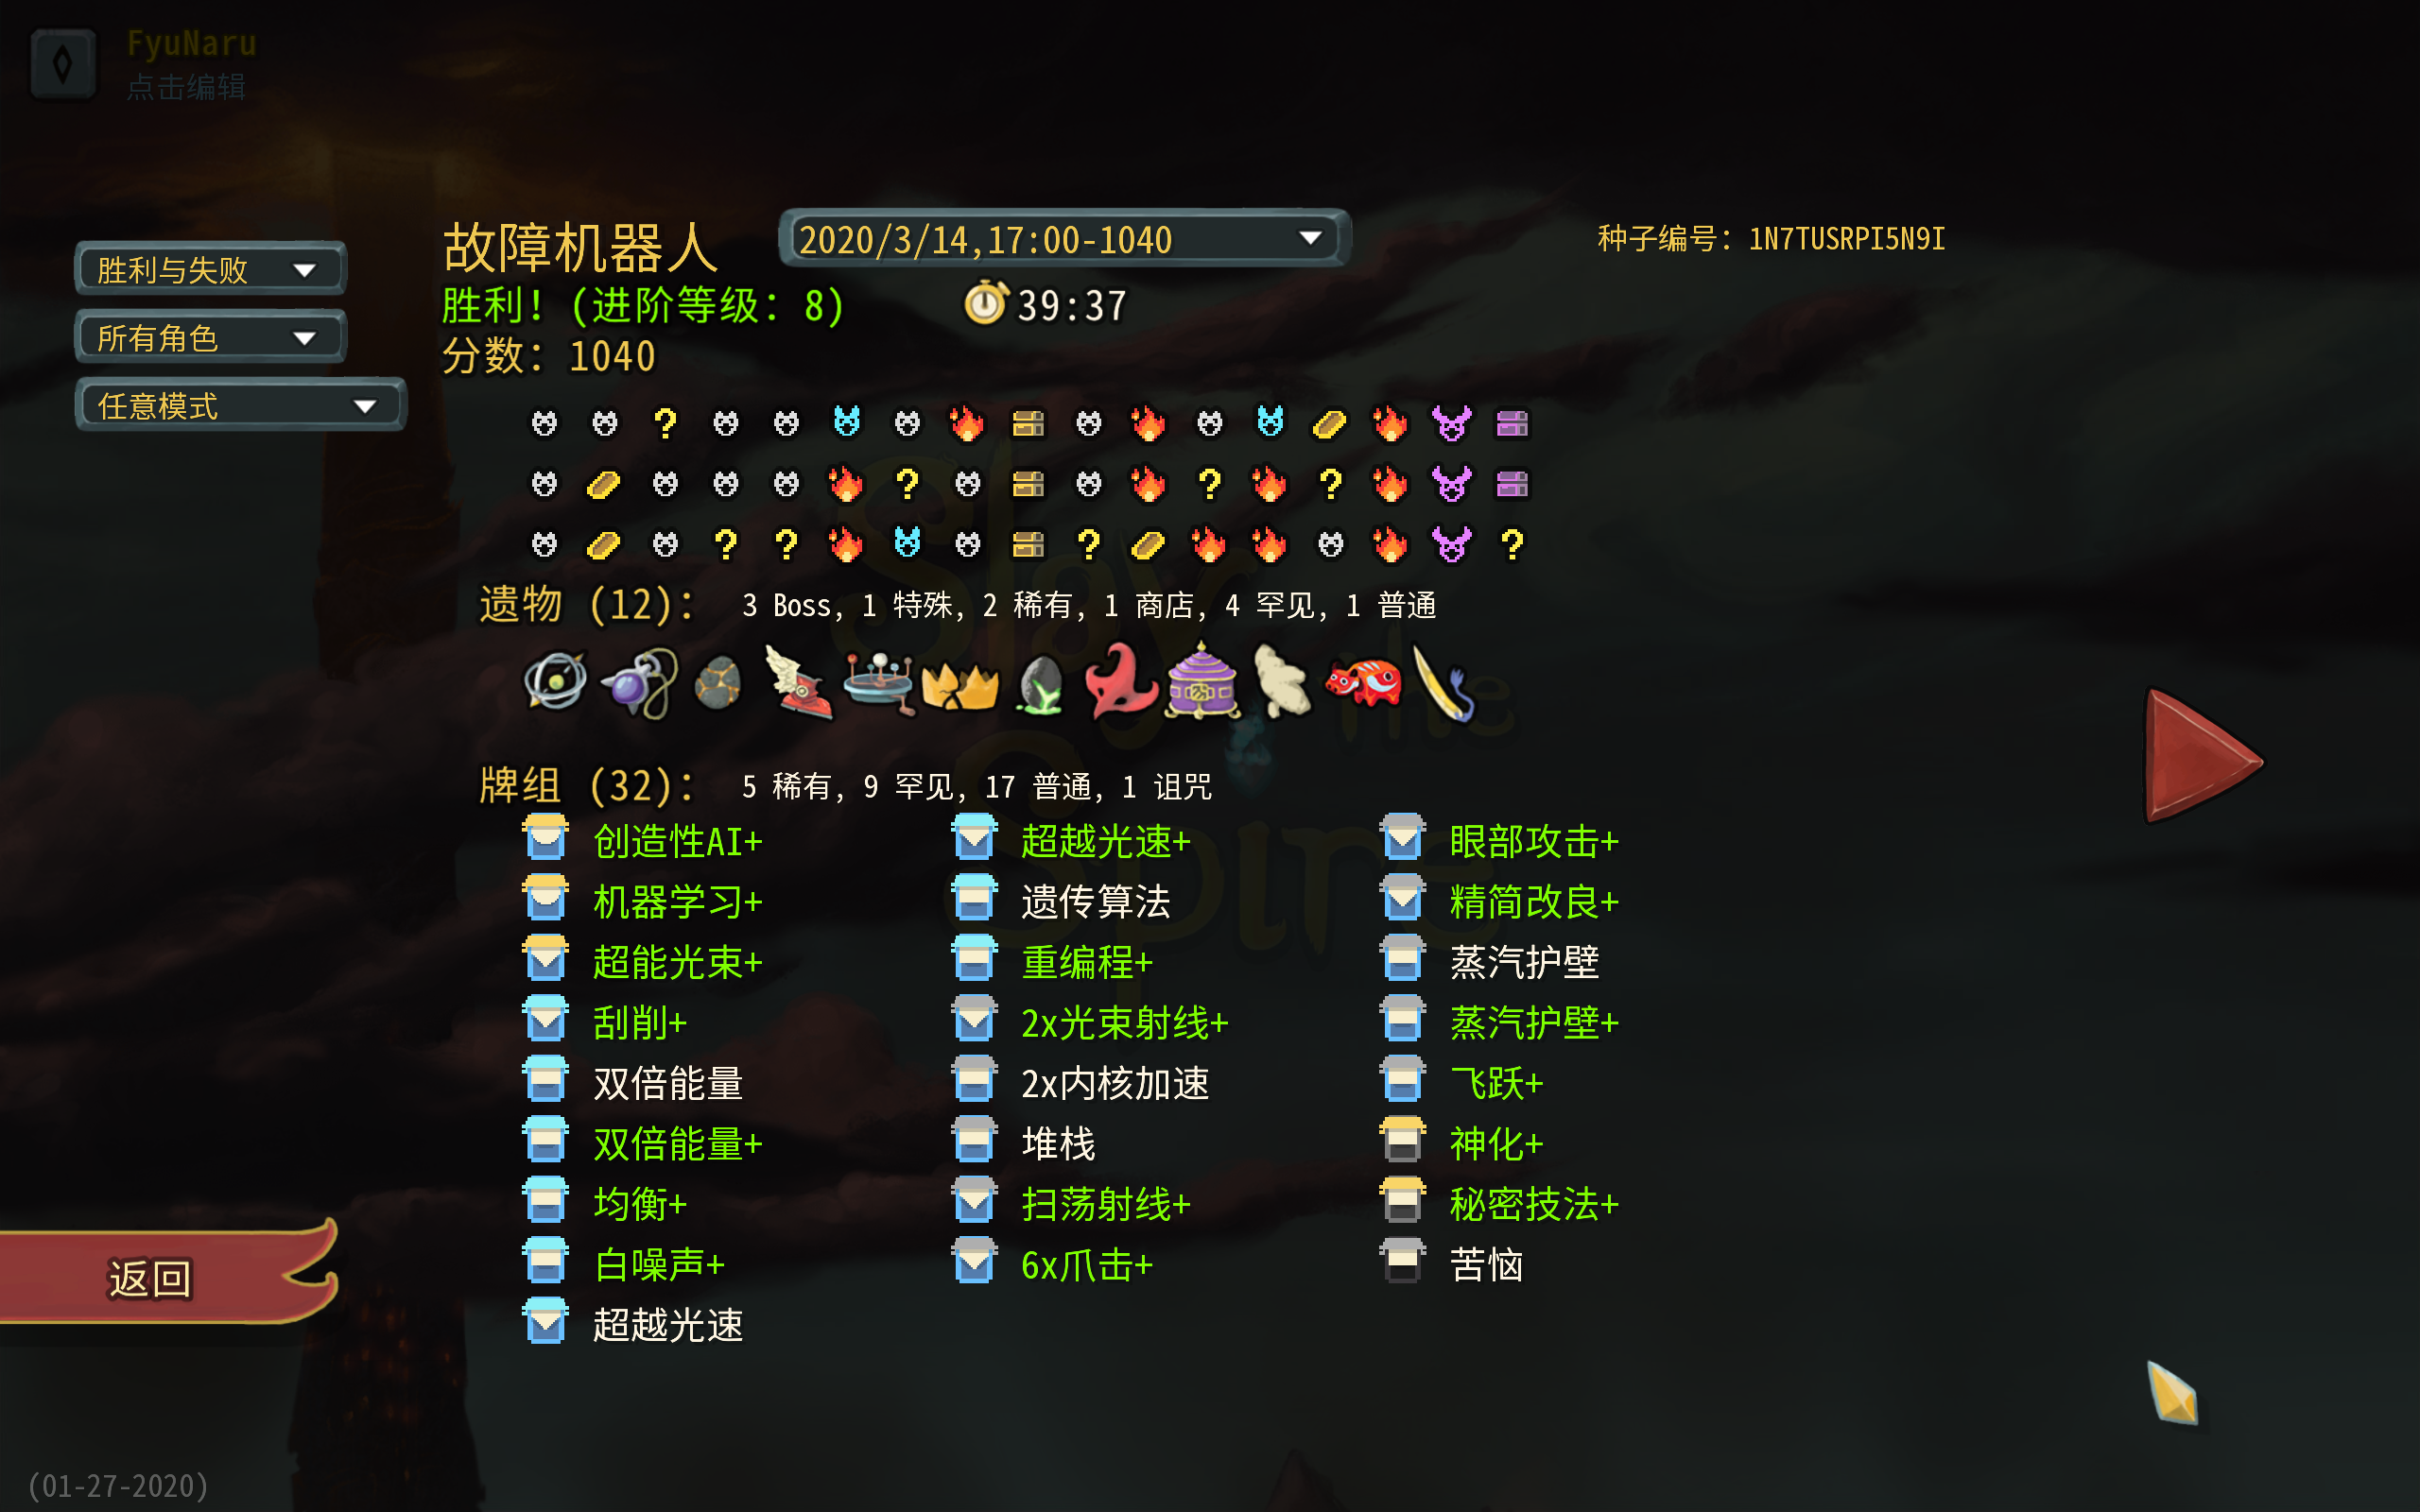 FyuNaru
点击编辑
胜利与失败
所有角色
任意模式
故障机器人
2020/3/14,17:00-1040
种子编号: 1N7TUSRPI5N9I
胜利! (进阶等级: 8)
39:37
分数: 1040
遗物 (12):
3 Boss, 1 特殊, 2 稀有, 1 商店, 4 罕见, 1 普通
牌组 (32):
5 稀有, 9 罕见, 17 普通, 1 诅咒
创造性AI+
机器学习+
超能光束+
刮削+
双倍能量
双倍能量+
均衡+
白噪声+
超越光速
超越光速+
遗传算法
重编程+
2x光束射线+
2x内核加速
堆栈
扫荡射线+
6x爪击+
眼部攻击+
精简改良+
蒸汽护壁
蒸汽护壁+
飞跃+
神化+
秘密技法+
苦恼
返回
Slay the Spire
(01-27-2020)